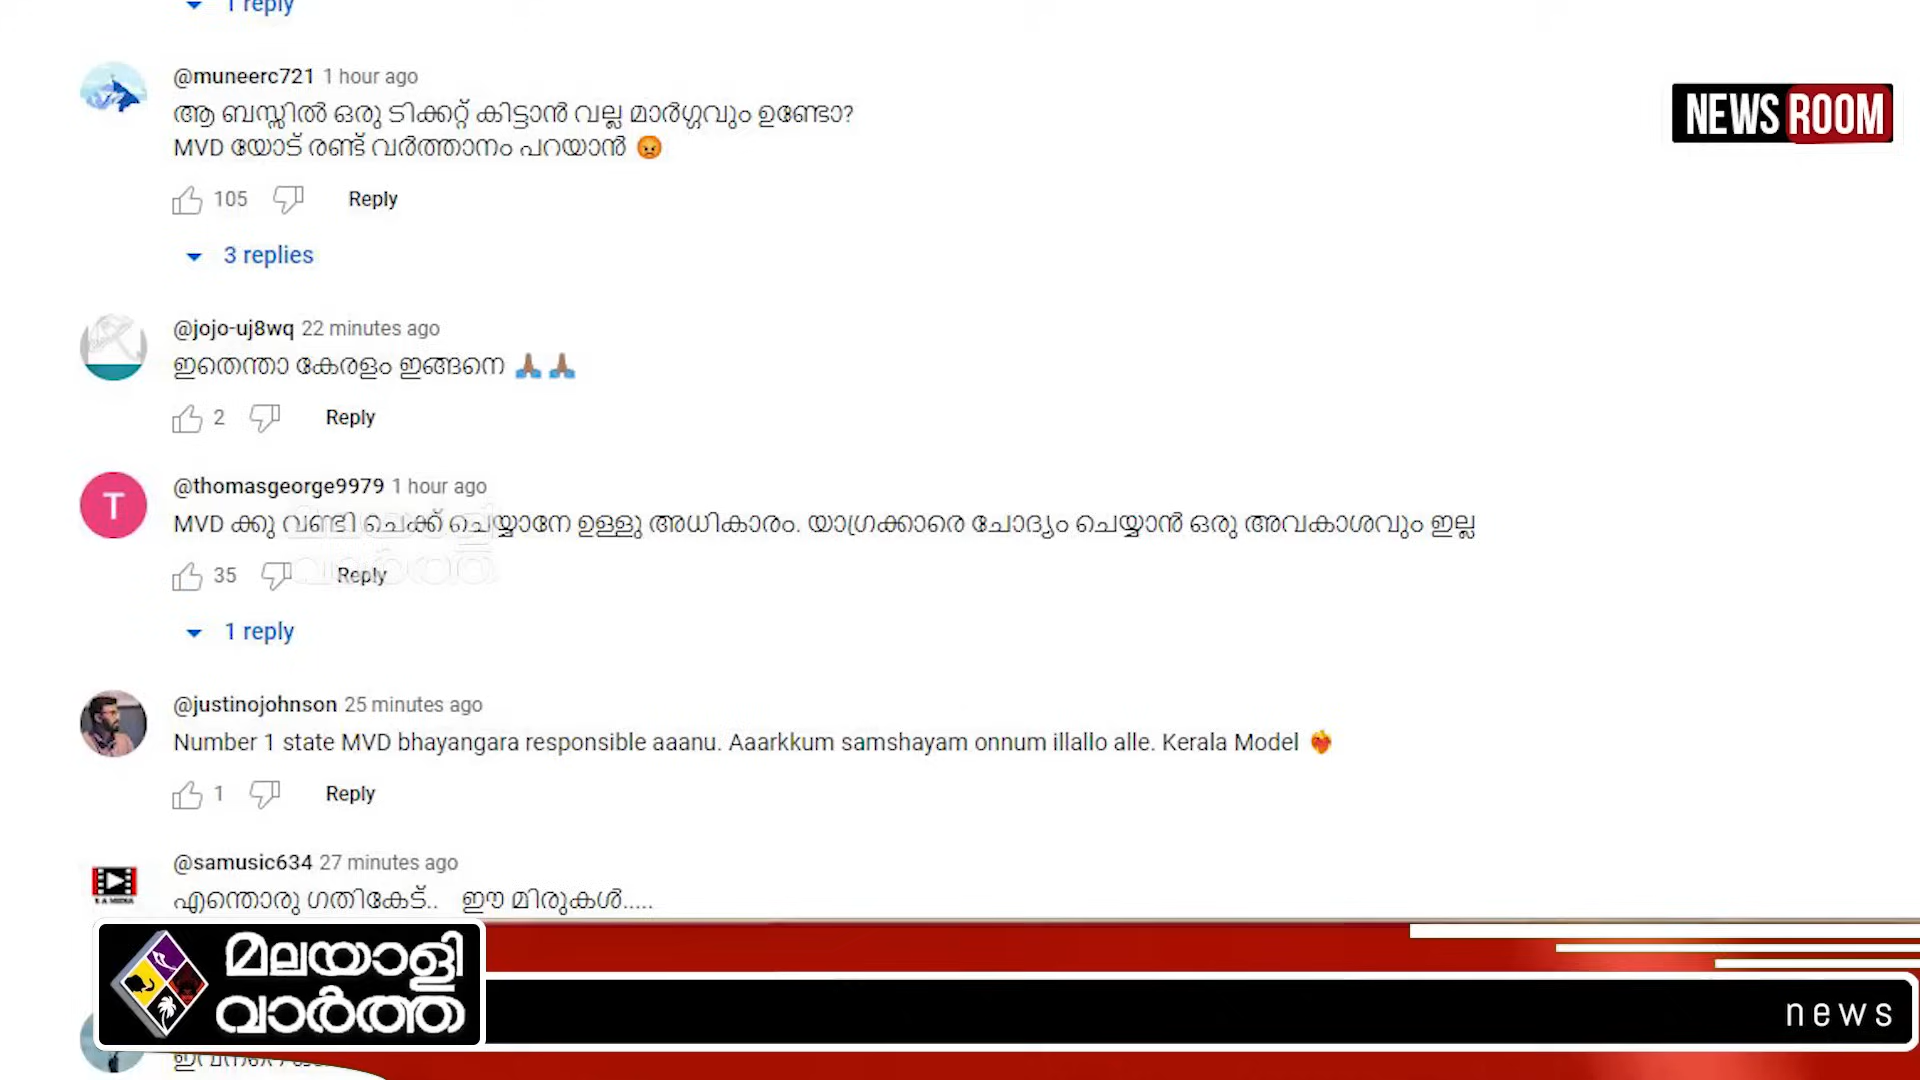 1 reply
@muneerc721 1 hour ago
ആ ബസ്സിൽ ഒരു ടിക്കറ്റ് കിട്ടാൻ വല്ല മാർഗ്ഗവും ഉണ്ടോ?
MVD യോട് രണ്ട് വർത്താനം പറയാൻ 😡
105 Reply
3 replies
@jojo-uj8wq 22 minutes ago
ഇതെന്താ കേരളം ഇങ്ങനെ 🙏🏽🙏🏽
2 Reply
@thomasgeorge9979 1 hour ago
MVD ക്കു വണ്ടി ചെക്ക് ചെയ്യാനേ ഉള്ളു അധികാരം. യാത്രക്കാരെ ചോദ്യം ചെയ്യാൻ ഒരു അവകാശവും ഇല്ല
35 Reply
1 reply
@justinojohnson 25 minutes ago
Number 1 state MVD bhayangara responsible aaanu. Aaarkkum samshayam onnum illallo alle. Kerala Model ❤️‍🔥
1 Reply
@samusic634 27 minutes ago
എന്തൊരു ഗതികേട്.. ഈ മിരുകൾ.....
NEWS ROOM
T
മലയാളി
വാർത്ത
മലയാളി
വാർത്ത
news